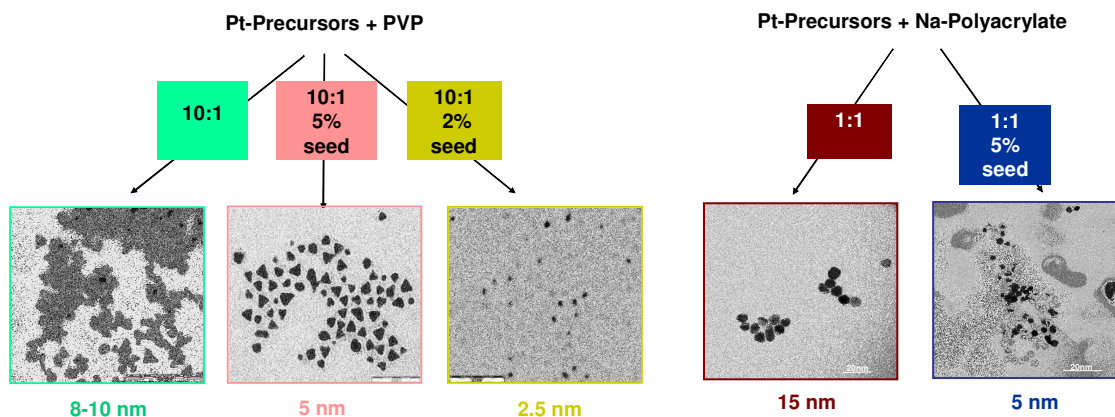 Pt-Precursors + PVP
10:1
10:1
5%
seed
10:1
2%
seed
8-10 nm
5 nm
2.5 nm
Pt-Precursors + Na-Polyacrylate
1:1
1:1
5%
seed
20nm
20nm
15 nm
5 nm